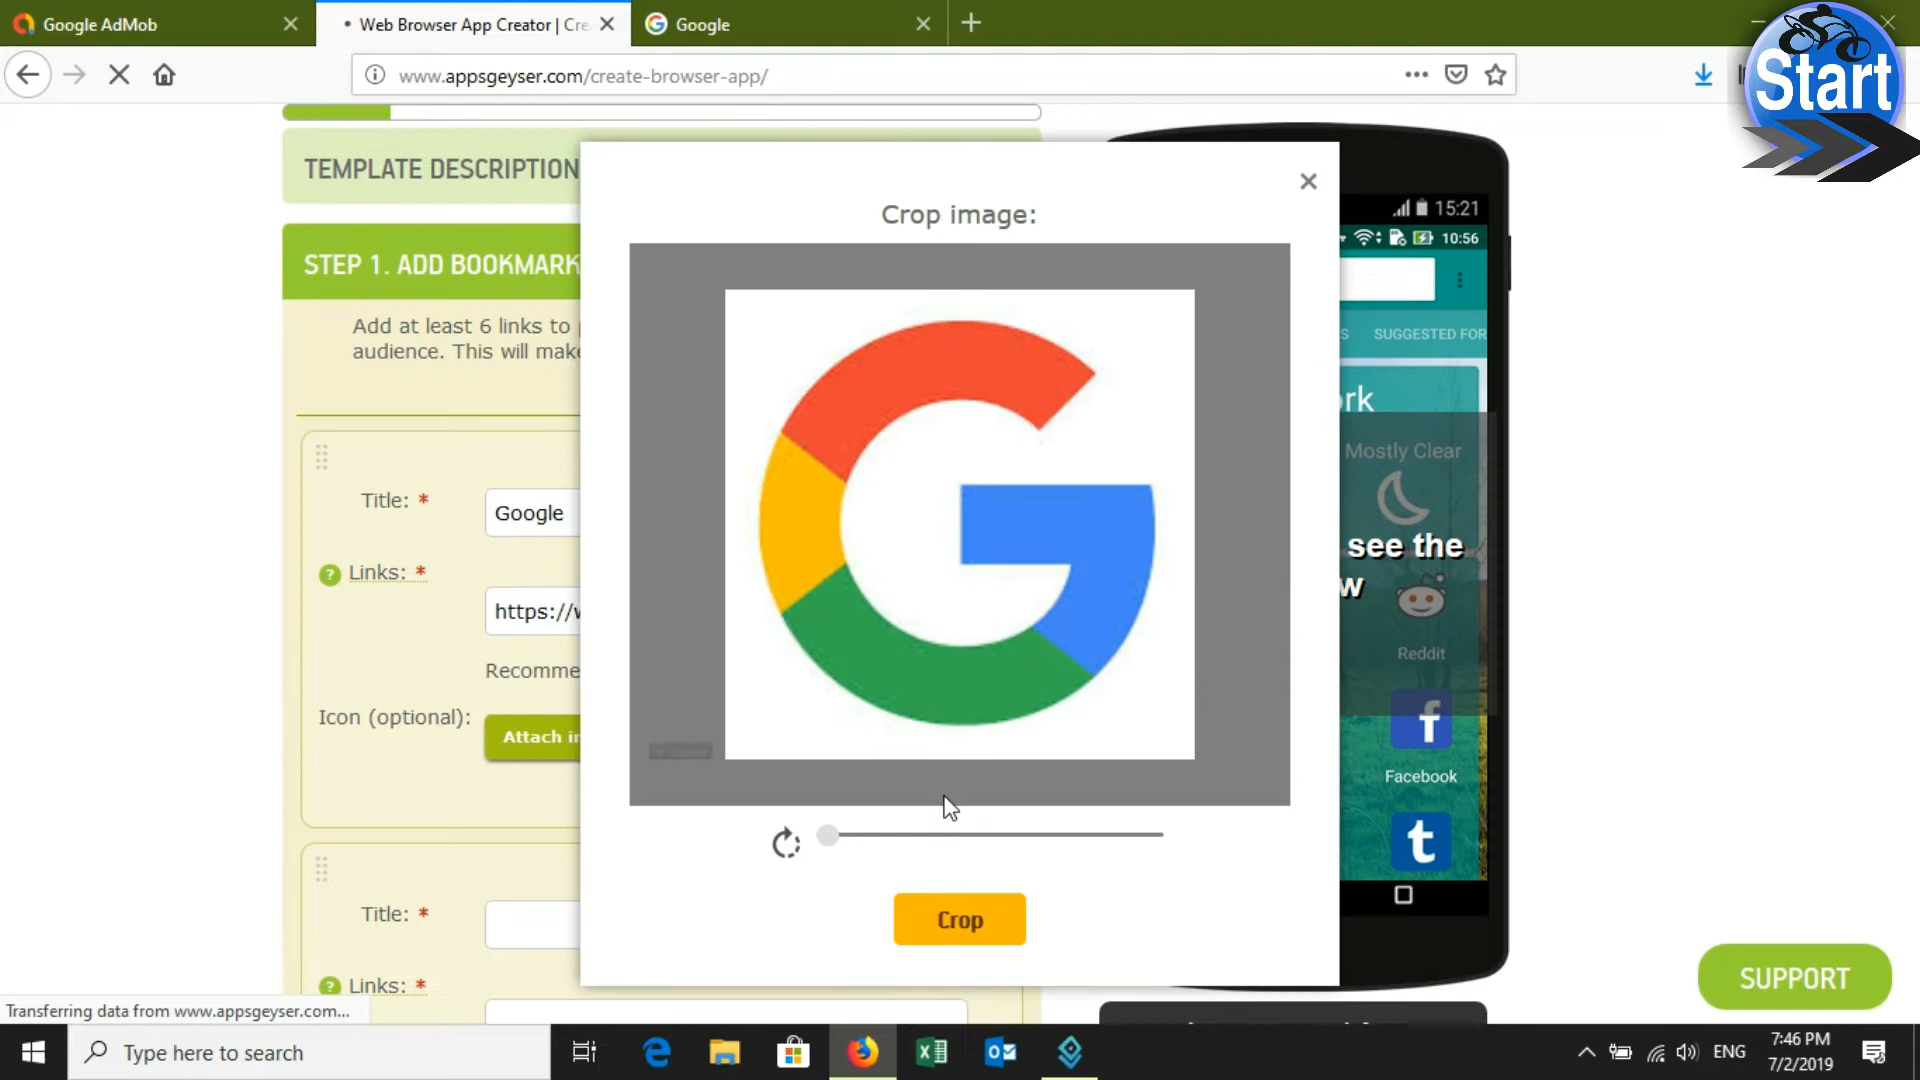 Google AdMob
Web Browser App Creator | Cre
Google
www.appsgeyser.com/create-browser-app/
Start
TEMPLATE DESCRIPTION
STEP 1. ADD BOOKMARK
Add at least 6 links to
audience. This will make
Title: *
Google
? Links: *
https://w
Recomme
Icon (optional):
Attach in
Title: *
? Links: *
Crop image:
Crop
15:21
10:56
SUGGESTED FOR
ork
Mostly Clear
see the
w
Reddit
f
Facebook
t
SUPPORT
Transferring data from www.appsgeyser.com...
Type here to search
ENG
7:46 PM
7/2/2019